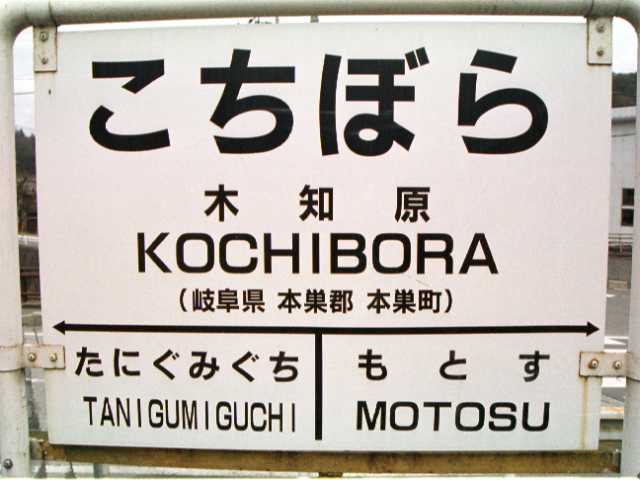 こちぼら
木知原
KOCHIBORA
(岐阜県 本巣郡 本巣町)
たにぐみぐち もとす
TANIGUMIGUCHI MOTOSU